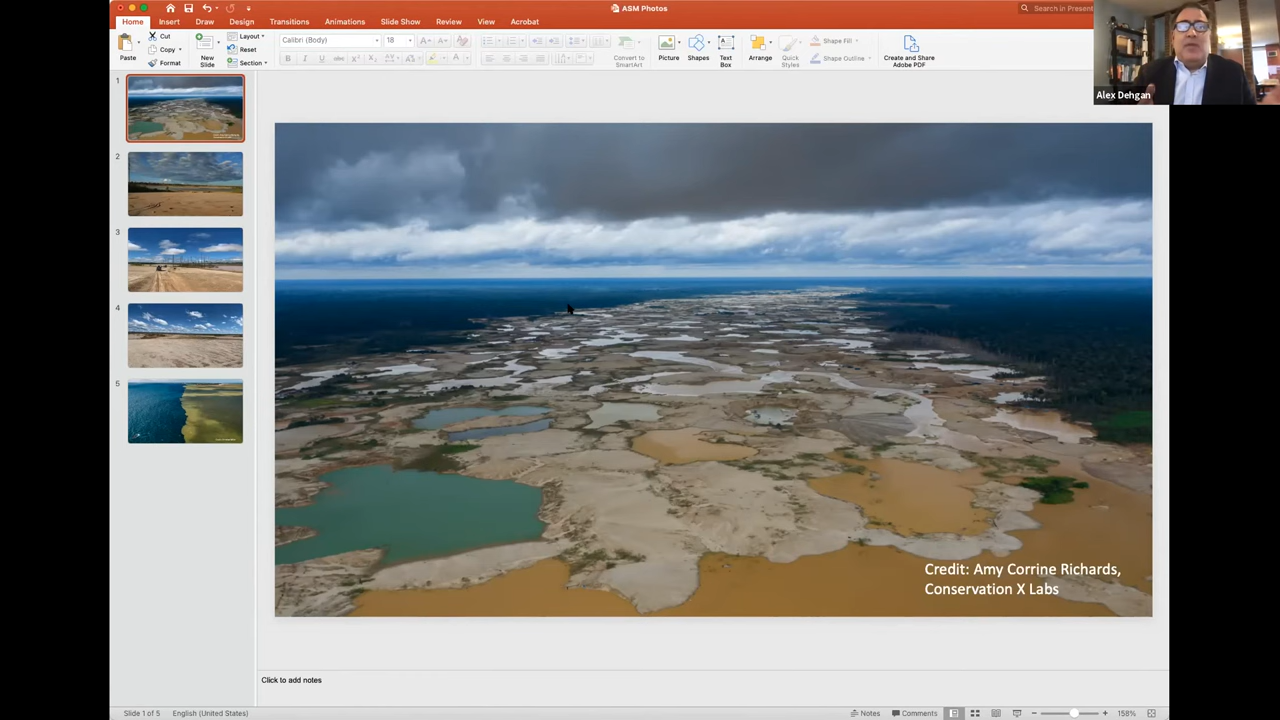 ASM Photos
Search in Present
Home Insert Draw Design Transitions Animations Slide Show Review View Acrobat
Paste
Cut
Copy
Format
New Slide
Layout
Reset
Section
Calibri (Body) 18
Convert to SmartArt
Picture
Shapes
Text Box
Arrange
Quick Styles
Shape Fill
Shape Outline
Create and Share Adobe PDF
Alex Dehgan
1
2
3
4
5
Credit: Amy Corrine Richards,
Conservation X Labs
Click to add notes
Slide 1 of 5 English (United States) Notes Comments 158%